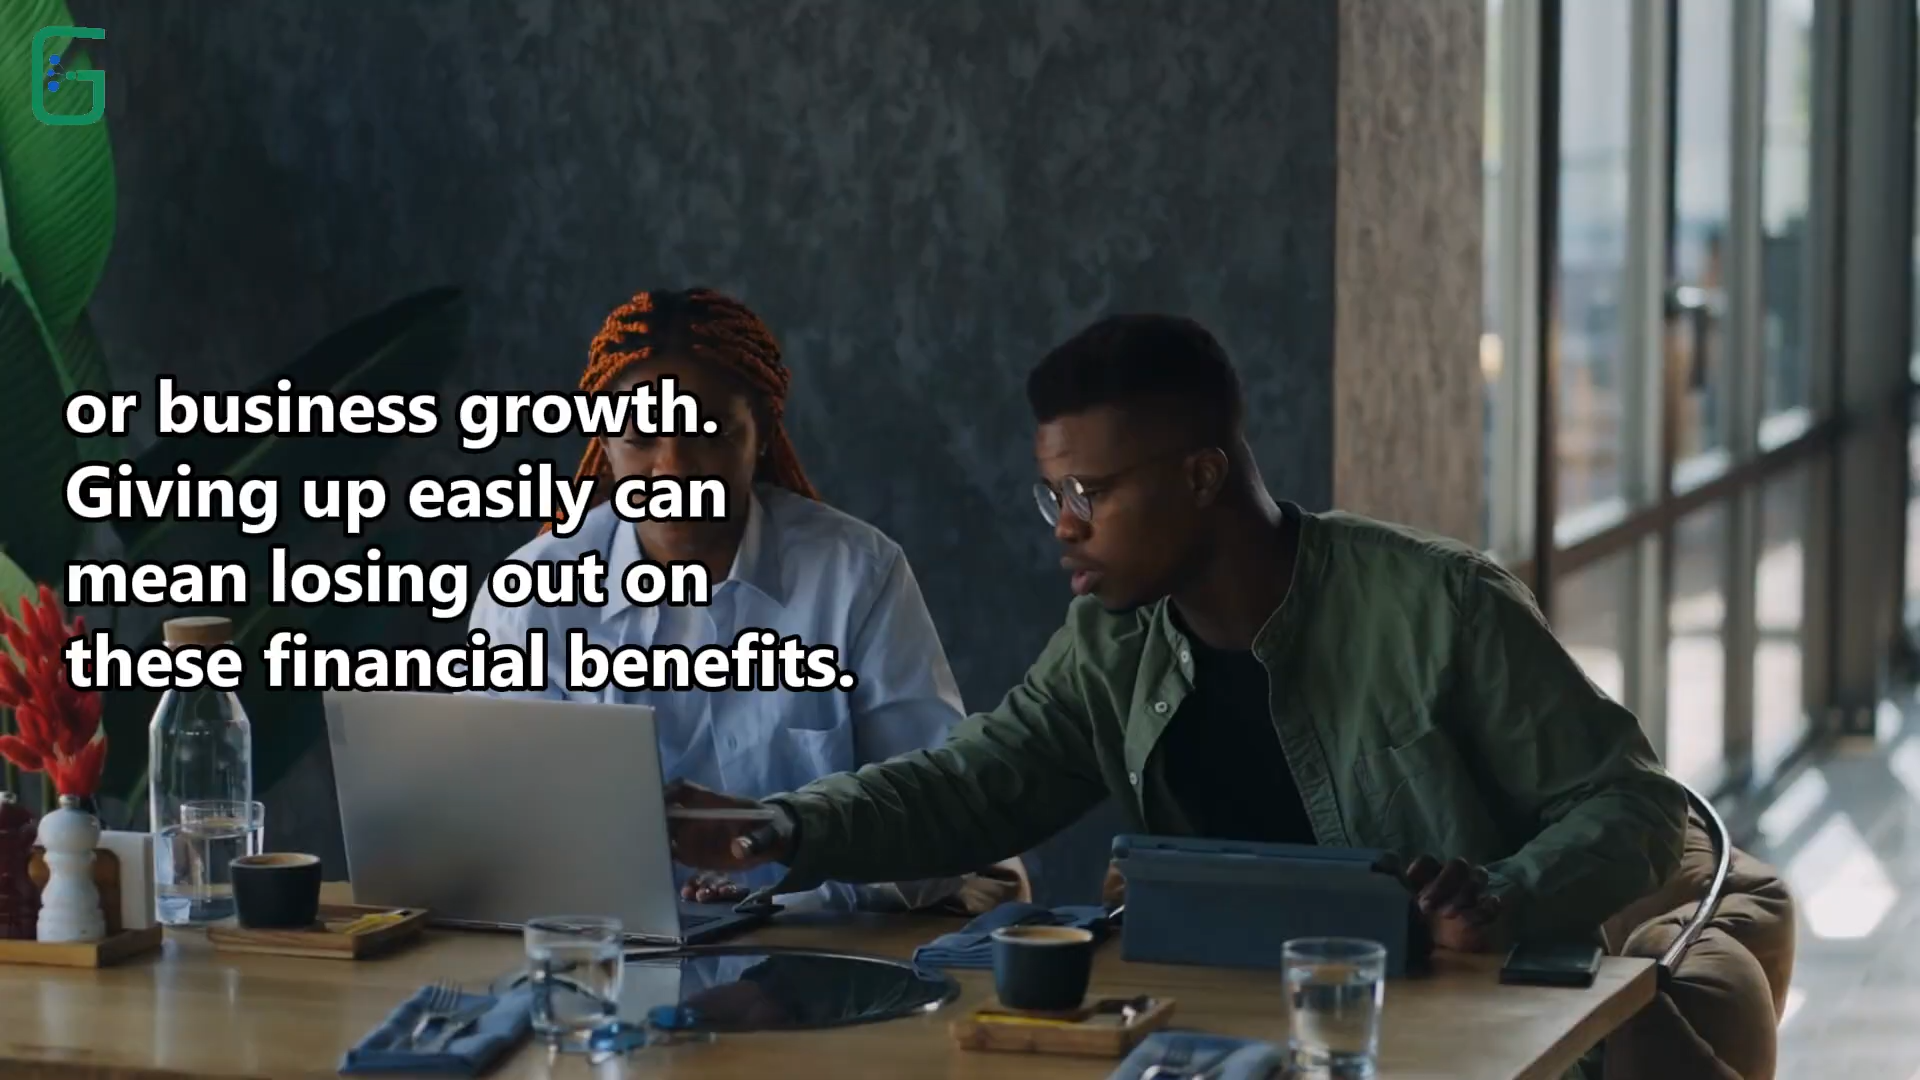 or business growth.
Giving up easily can
mean losing out on
these financial benefits.